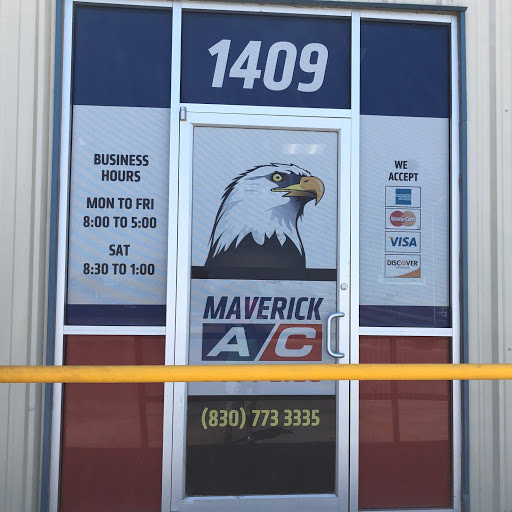 1409
BUSINESS
HOURS
MON TO FRI
8:00 TO 5:00
SAT
8:30 TO 1:00
WE
ACCEPT
MasterCard
VISA
DISCOVER
MAVERICK
A/C
(830) 773 3335